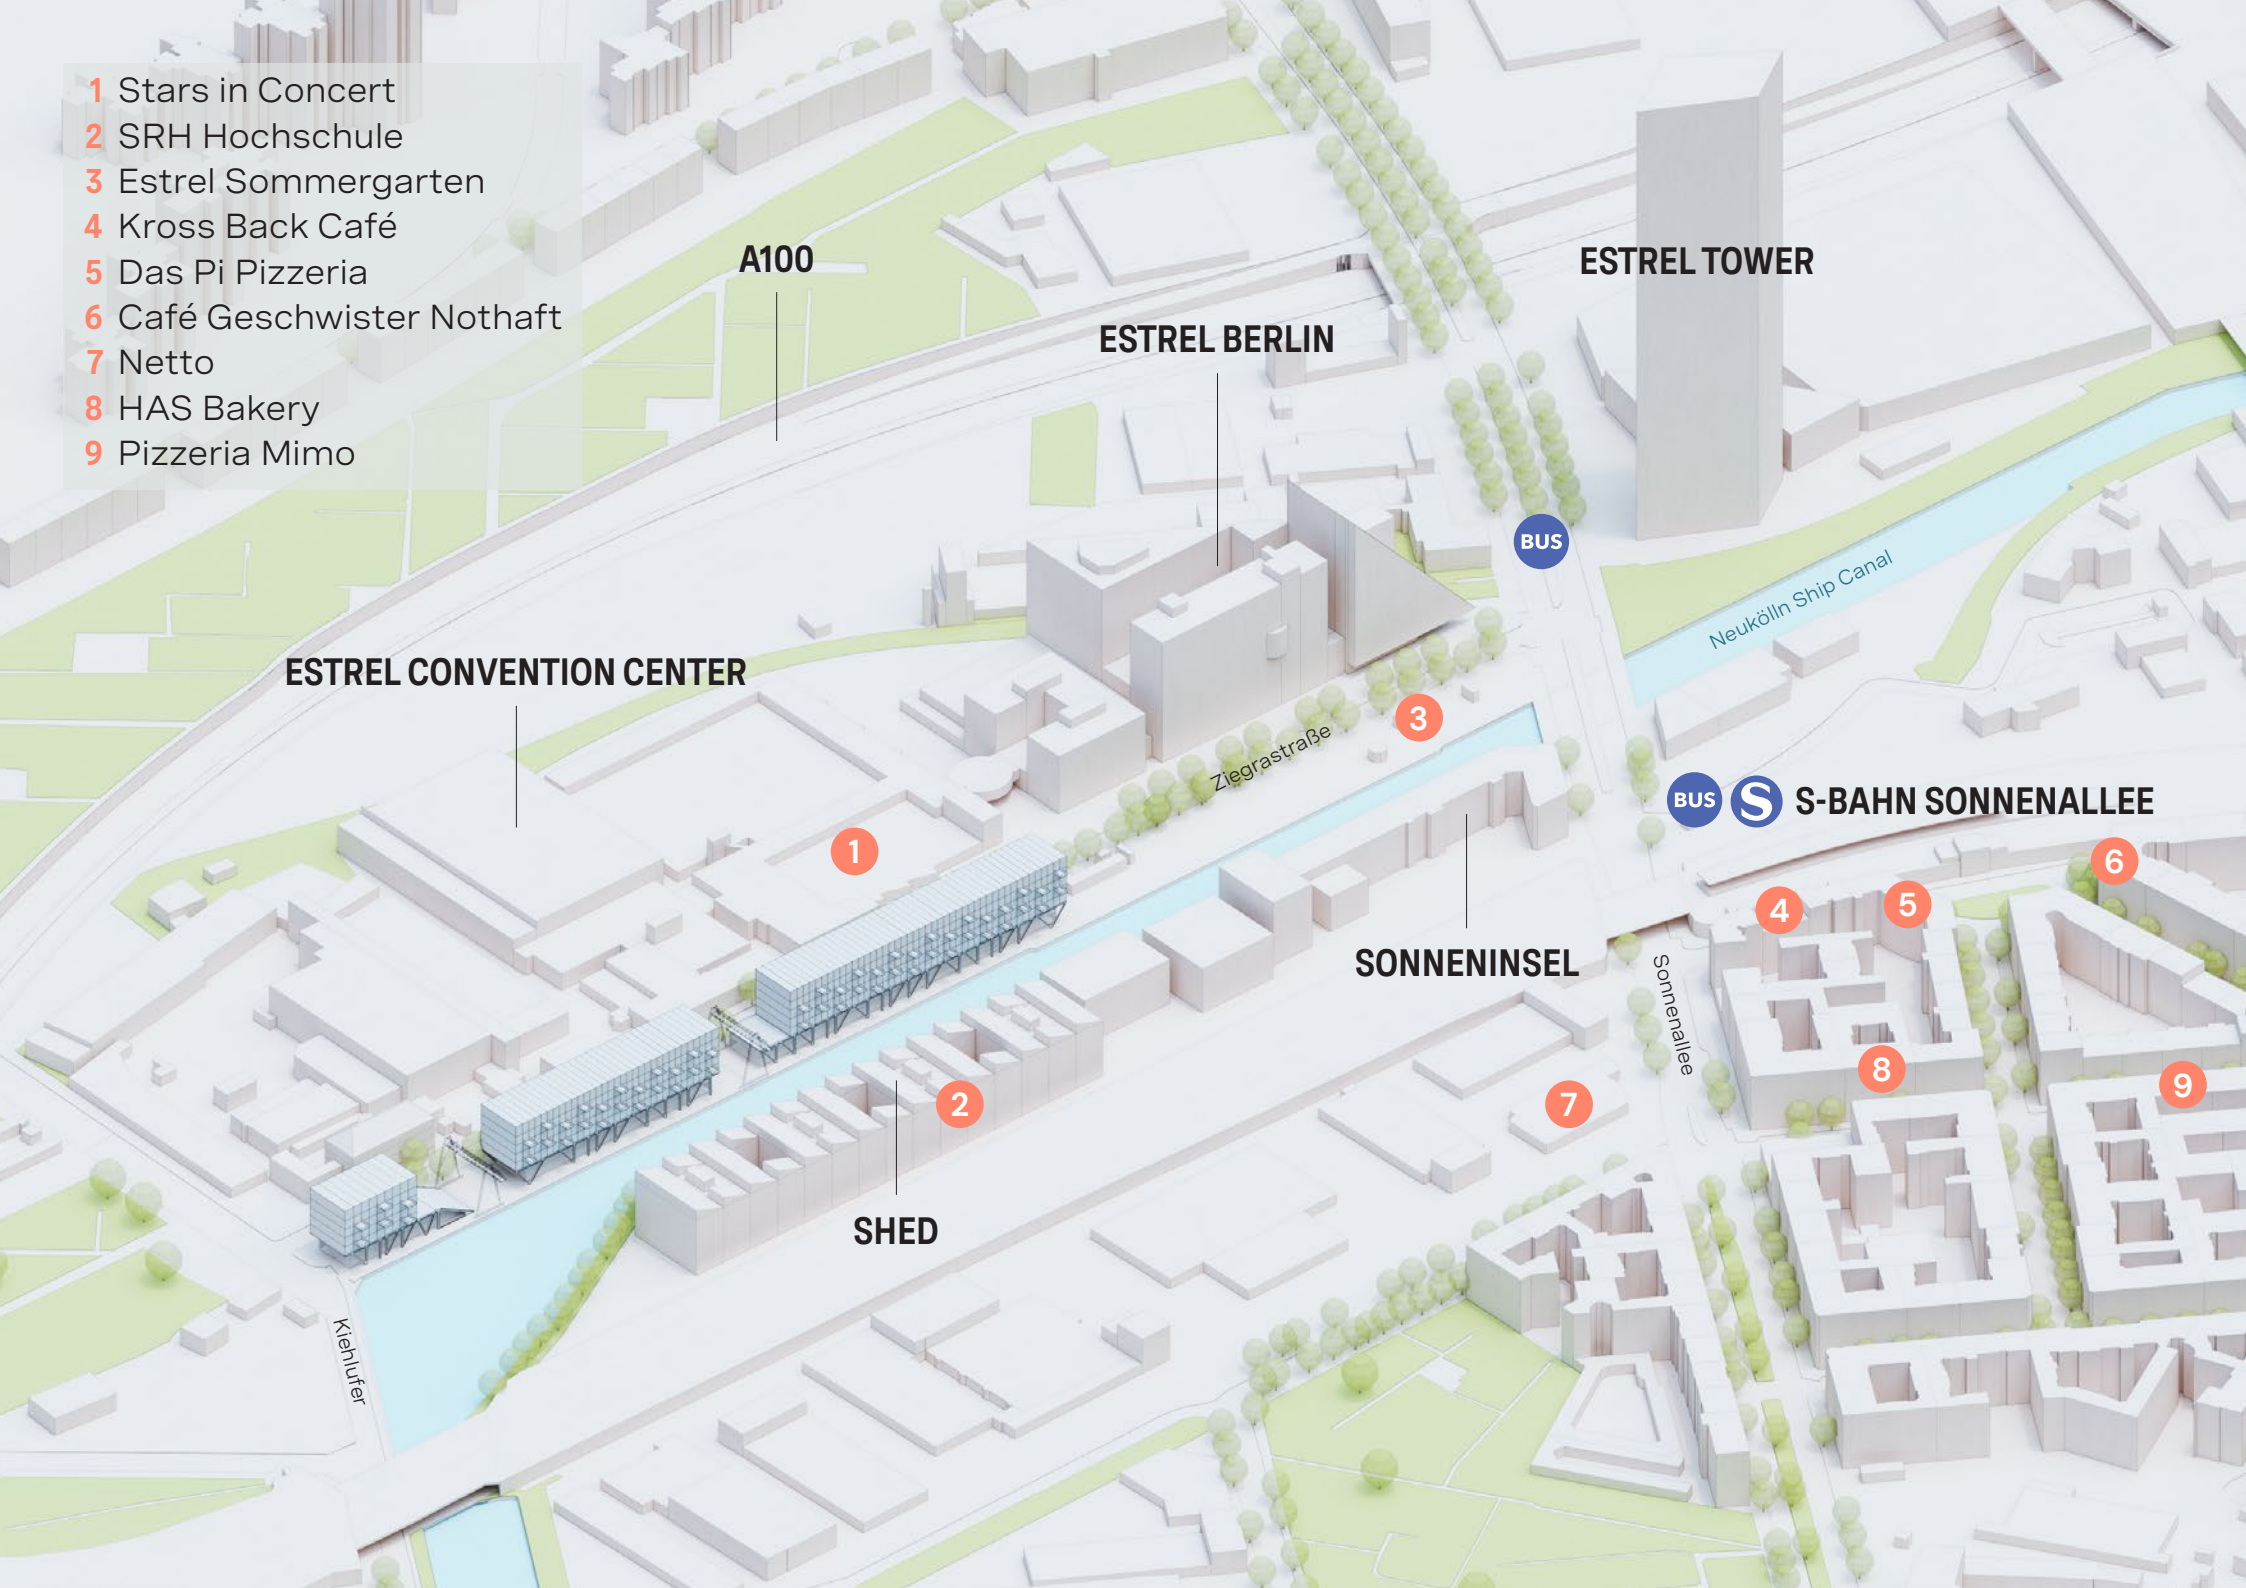 1 Stars in Concert
2 SRH Hochschule
3 Estrel Sommergarten
4 Kross Back Café
5 Das Pi Pizzeria
6 Café Geschwister Nothaft
7 Netto
8 HAS Bakery
9 Pizzeria Mimo
A100
ESTREL TOWER
ESTREL BERLIN
BUS
Neukölln Ship Canal
ESTREL CONVENTION CENTER
3
Ziegrastraße
BUS S S-BAHN SONNENALLEE
1
6
4
5
SONNENINSEL
Sonnenallee
8
9
2
7
SHED
Kiehlufer